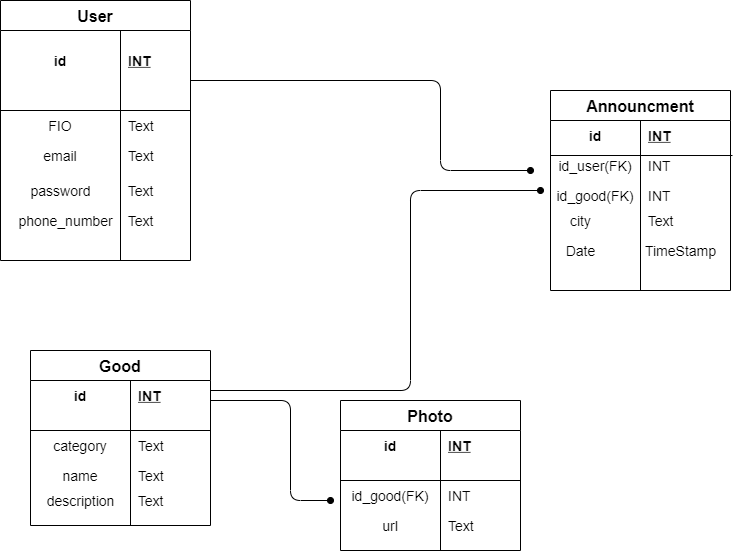 User
id INT
FIO Text
email Text
password Text
phone_number Text
Announcment
id INT
id_user(FK) INT
id_good(FK) INT
city Text
Date TimeStamp
Good
id INT
category Text
name Text
description Text
Photo
id INT
id_good(FK) INT
url Text